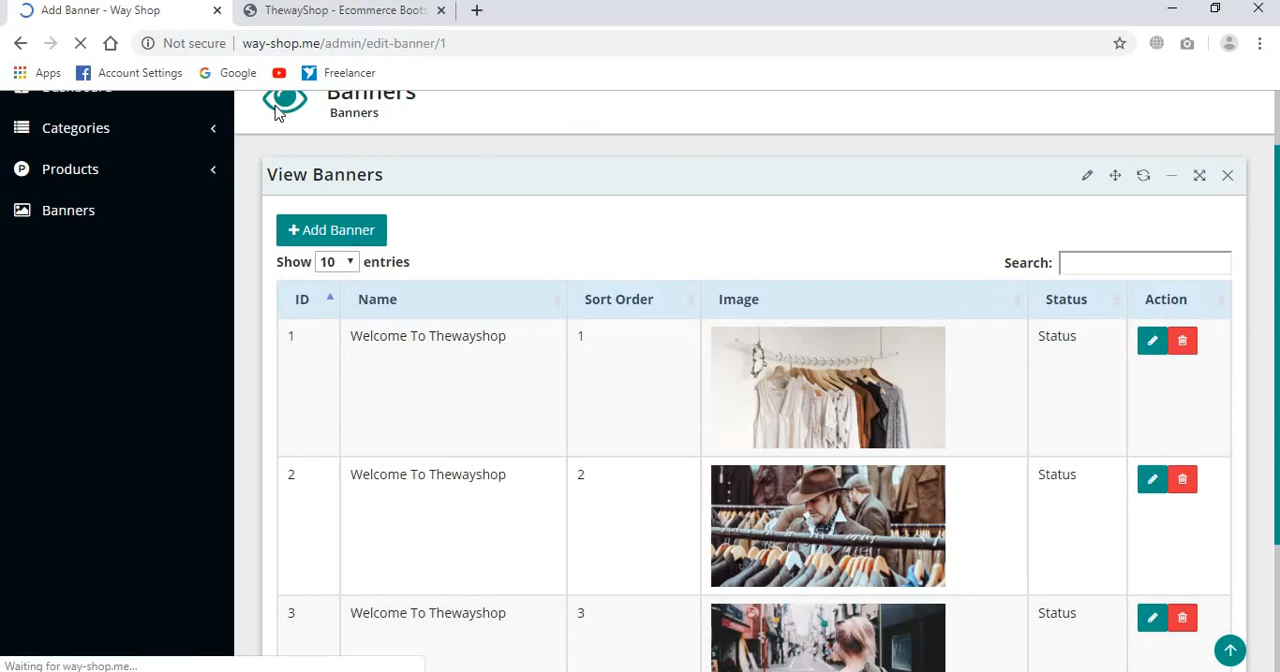 Add Banner - Way Shop
ThewayShop - Ecommerce Boots
Not secure
way-shop.me/admin/edit-banner/1
Apps
Account Settings
Google
Freelancer
Dashboard
Categories
Products
Banners
Banners
Banners
View Banners
Add Banner
Show 10 entries
Search:
ID Name Sort Order Image Status Action
1 Welcome To Thewayshop 1 Status
2 Welcome To Thewayshop 2 Status
3 Welcome To Thewayshop 3 Status
Waiting for way-shop.me...